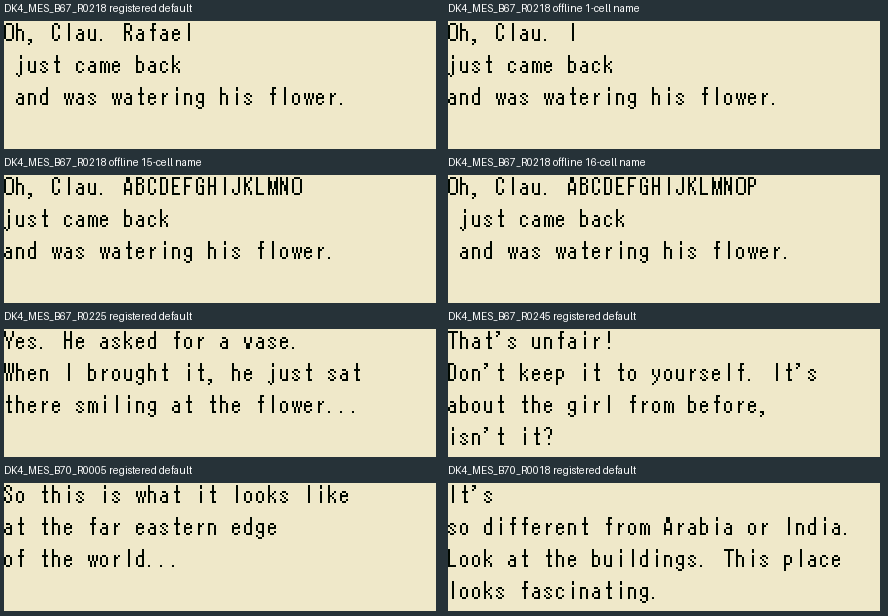 DK4_MES_B67_R0218 registered default
Oh, Clau. Rafael
just came back
and was watering his flower.
DK4_MES_B67_R0218 offline 1-cell name
Oh, Clau. I
just came back
and was watering his flower.
DK4_MES_B67_R0218 offline 15-cell name
Oh, Clau. ABCDEFGHIJKLMNO
just came back
and was watering his flower.
DK4_MES_B67_R0218 offline 16-cell name
Oh, Clau. ABCDEFGHIJKLMNOP
just came back
and was watering his flower.
DK4_MES_B67_R0225 registered default
Yes. He asked for a vase.
When I brought it, he just sat
there smiling at the flower...
DK4_MES_B67_R0245 registered default
That's unfair!
Don't keep it to yourself. It's
about the girl from before,
isn't it?
DK4_MES_B70_R0005 registered default
So this is what it looks like
at the far eastern edge
of the world...
DK4_MES_B70_R0018 registered default
It's
so different from Arabia or India.
Look at the buildings. This place
looks fascinating.